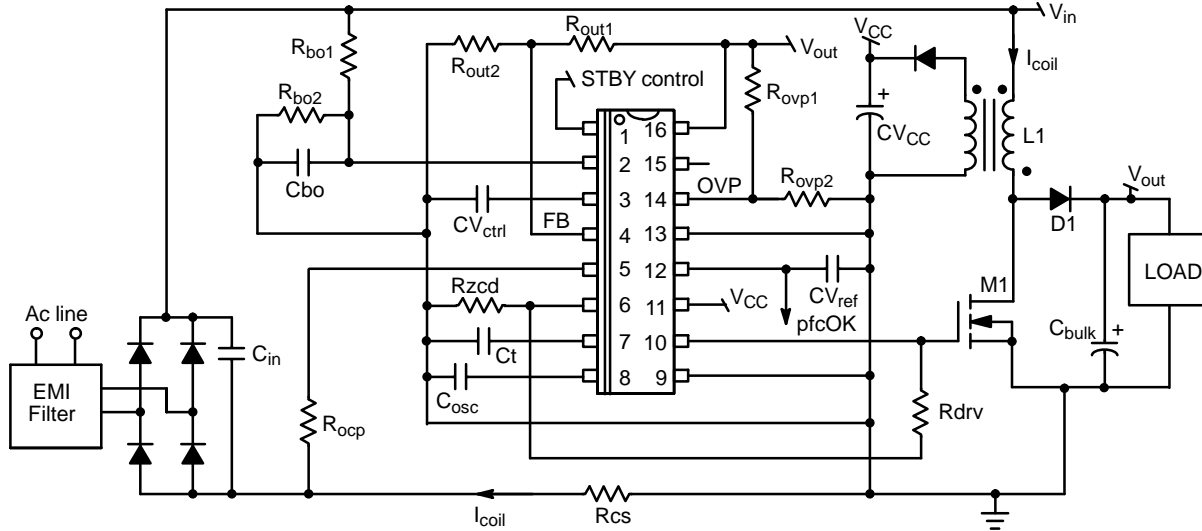 Vin
Rout1
Rbo1
Rout2
Vout
VCC
Icoil
STBY control
Rovp1
Rbo2
CVCC
L1
1 16
2 15
Cbo
OVP
Rovp2
Vout
3 14
CVctrl
FB
4 13
D1
5 12
LOAD
Rzcd
CVref
M1
6 11
VCC
pfcOK
Ac line
Cin
Ct
7 10
Cbulk
EMI
Filter
Cosc
8 9
Rocp
Rdrv
Icoil
Rcs
+
+